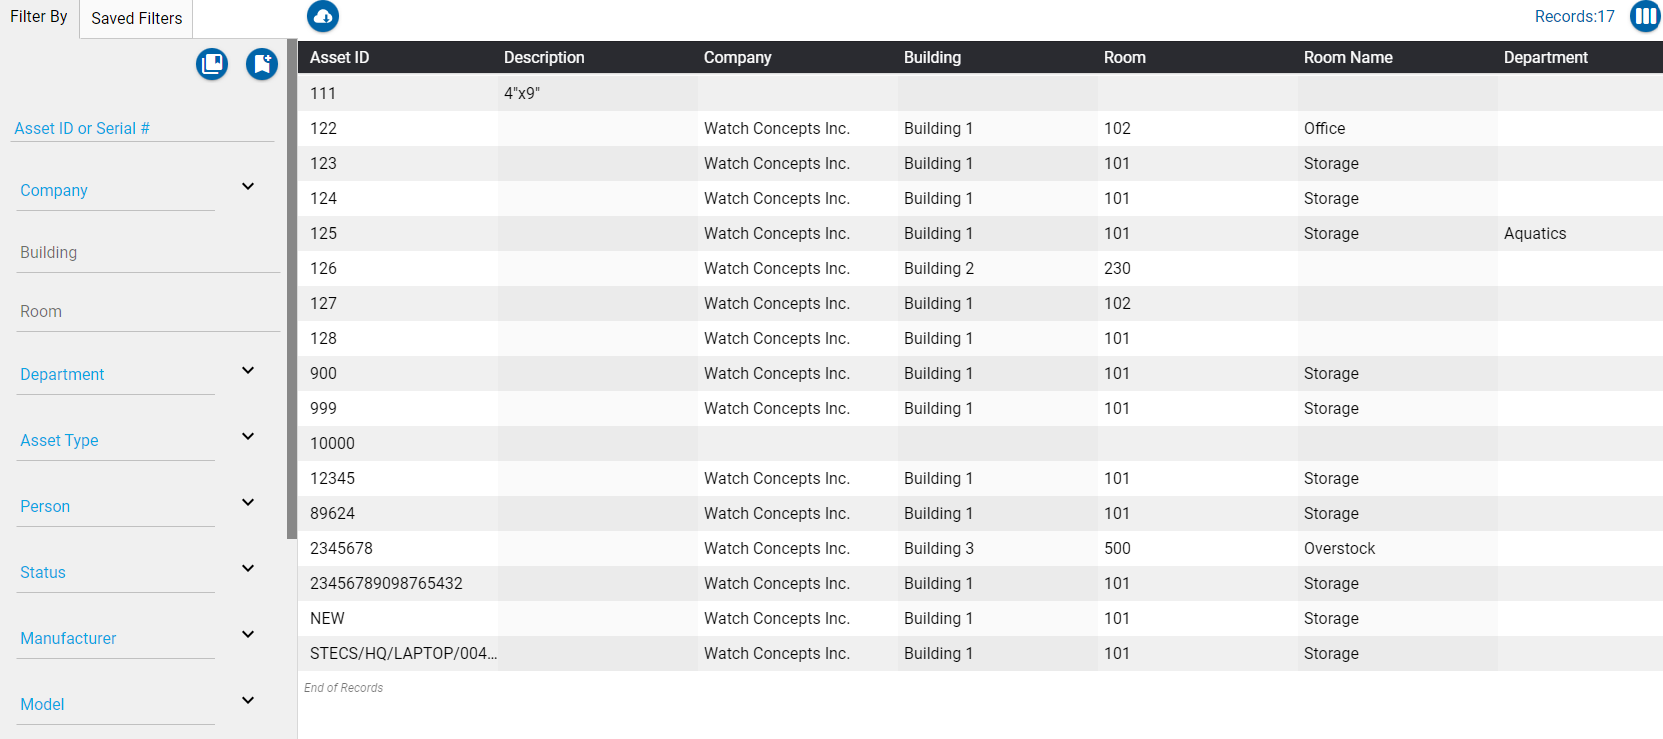 Filter By
Saved Filters
Records:17
Asset ID or Serial #
Company
Building
Room
Department
Asset Type
Person
Status
Manufacturer
Model
Asset ID Description Company Building Room Room Name Department
111 4"x9"
122 Watch Concepts Inc. Building 1 102 Office
123 Watch Concepts Inc. Building 1 101 Storage
124 Watch Concepts Inc. Building 1 101 Storage
125 Watch Concepts Inc. Building 1 101 Storage Aquatics
126 Watch Concepts Inc. Building 2 230
127 Watch Concepts Inc. Building 1 102
128 Watch Concepts Inc. Building 1 101
900 Watch Concepts Inc. Building 1 101 Storage
999 Watch Concepts Inc. Building 1 101 Storage
10000
12345 Watch Concepts Inc. Building 1 101 Storage
89624 Watch Concepts Inc. Building 1 101 Storage
2345678 Watch Concepts Inc. Building 3 500 Overstock
23456789098765432 Watch Concepts Inc. Building 1 101 Storage
NEW Watch Concepts Inc. Building 1 101 Storage
STECS/HQ/LAPTOP/004... Watch Concepts Inc. Building 1 101 Storage
End of Records